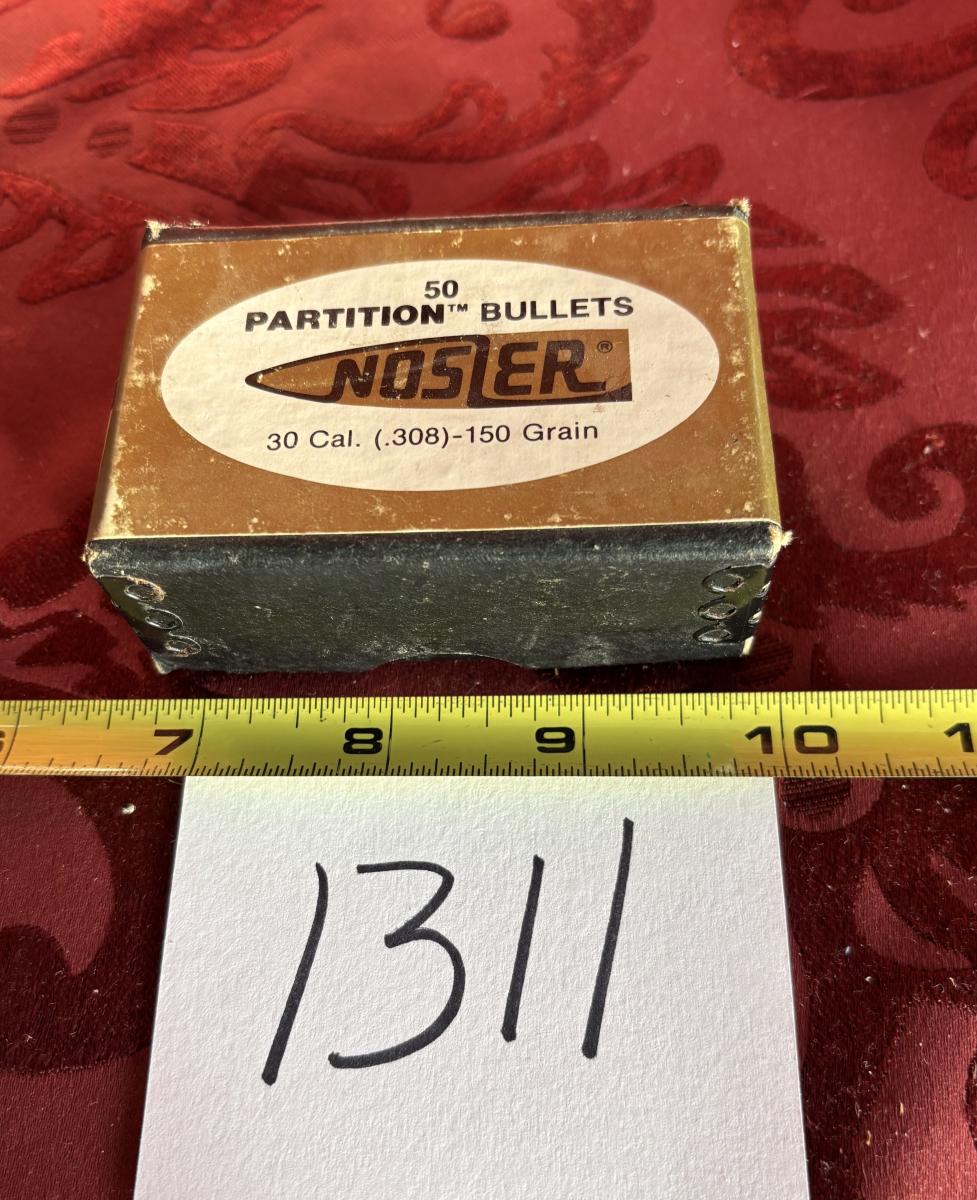 50
PARTITION™ BULLETS
NOSLER®
30 Cal. (.308)-150 Grain
7 8 9 10
1311